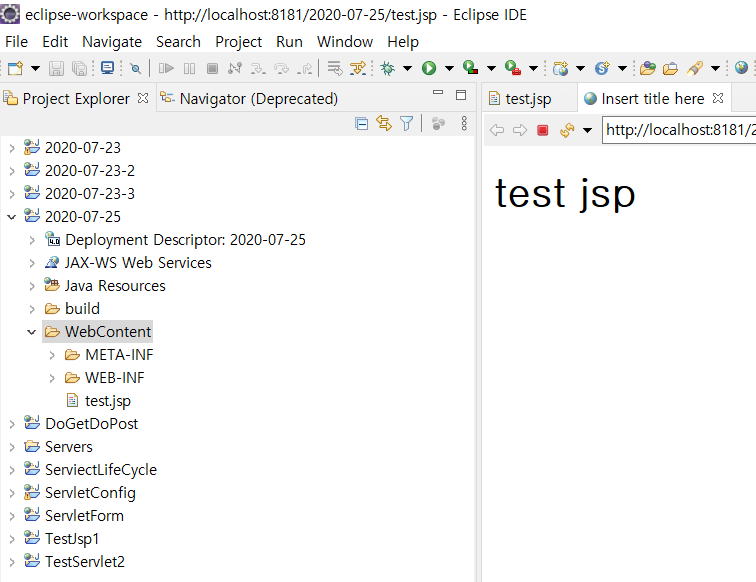 eclipse-workspace - http://localhost:8181/2020-07-25/test.jsp - Eclipse IDE
File Edit Navigate Search Project Run Window Help
Project Explorer Navigator (Deprecated)
test.jsp Insert title here
http://localhost:8181/2
test jsp
2020-07-23
2020-07-23-2
2020-07-23-3
2020-07-25
Deployment Descriptor: 2020-07-25
JAX-WS Web Services
Java Resources
build
WebContent
META-INF
WEB-INF
test.jsp
DoGetDoPost
Servers
ServiectLifeCycle
ServletConfig
ServletForm
TestJsp1
TestServlet2